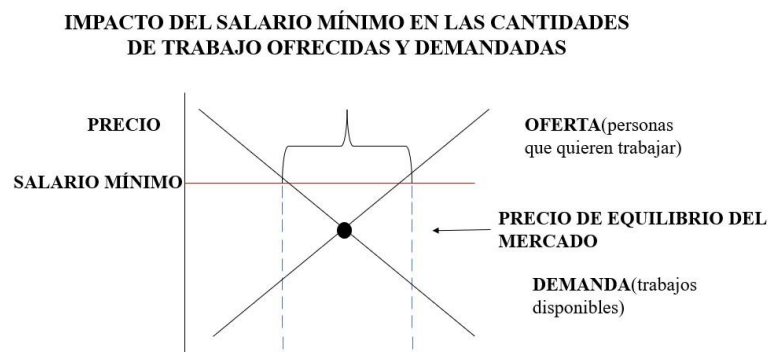 IMPACTO DEL SALARIO MÍNIMO EN LAS CANTIDADES
DE TRABAJO OFRECIDAS Y DEMANDADAS
PRECIO
OFERTA(personas
que quieren trabajar)
SALARIO MÍNIMO
PRECIO DE EQUILIBRIO DEL
MERCADO
DEMANDA(trabajos
disponibles)